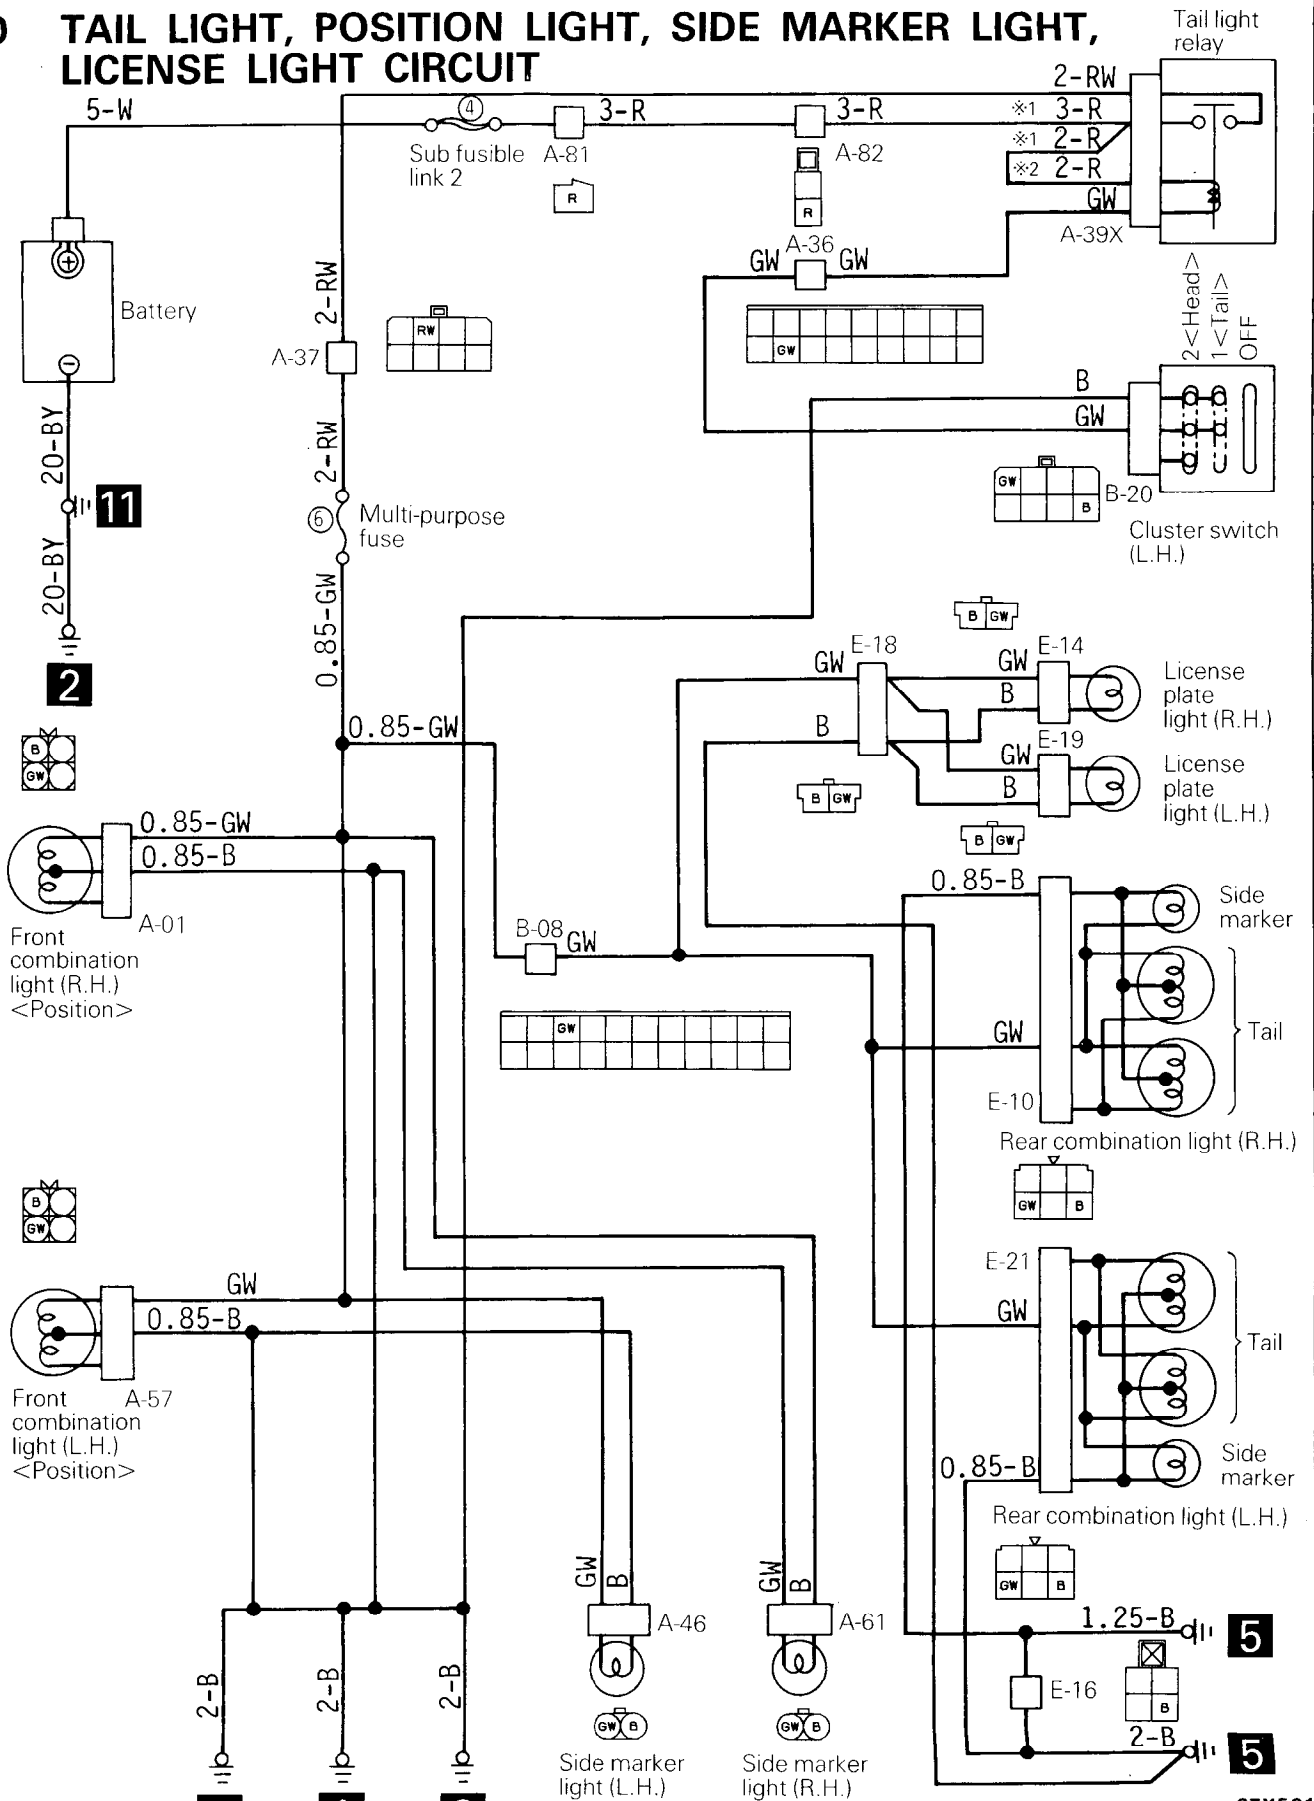 TAIL LIGHT, POSITION LIGHT, SIDE MARKER LIGHT,
LICENSE LIGHT CIRCUIT
Tail light
relay
5-W
4
3-R
3-R
2-RW
※1 3-R
※1 2-R
※2 2-R
GW
Sub fusible
link 2
A-81
A-82
R
R
A-39X
A-36
GW
GW
GW
Battery
2-RW
RW
A-37
2<Head>
1<Tail>
OFF
B
GW
GW
B
B-20
Cluster switch
(L.H.)
20-BY
11
20-BY
2
2-RW
6
Multi-purpose
fuse
0.85-GW
0.85-GW
B GW
E-18
E-14
GW
GW
B
B
License
plate
light (R.H.)
E-19
GW
B
License
plate
light (L.H.)
B GW
B GW
B
GW
0.85-GW
0.85-B
A-01
Front
combination
light (R.H.)
<Position>
B-08
GW
GW
0.85-B
Side
marker
Tail
GW
E-10
Rear combination light (R.H.)
GW
B
B
GW
GW
0.85-B
A-57
Front
combination
light (L.H.)
<Position>
E-21
GW
Tail
0.85-B
Side
marker
Rear combination light (L.H.)
GW
B
GW
B
A-46
GW
B
A-61
GW B
GW B
Side marker
light (L.H.)
Side marker
light (R.H.)
2-B
2-B
2-B
1.25-B
5
E-16
B
2-B
5